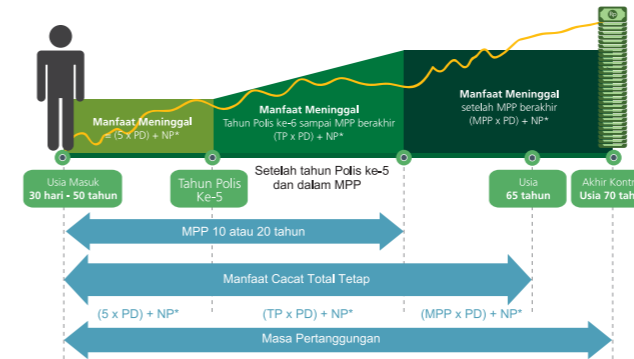 Manfaat Meninggal
= (5 x PD) + NP*
Manfaat Meninggal
Tahun Polis ke-6 sampai MPP berakhir
(TP x PD) + NP*
Manfaat Meninggal
setelah MPP berakhir
(MPP x PD) + NP*
Usia Masuk
30 hari - 50 tahun
Tahun Polis
Ke-5
Setelah tahun Polis ke-5
dan dalam MPP
Usia
65 tahun
Akhir Kontr
Usia 70 tah
MPP 10 atau 20 tahun
Manfaat Cacat Total Tetap
(5 x PD) + NP*
(TP x PD) + NP*
(MPP x PD) + NP*
Masa Pertanggungan